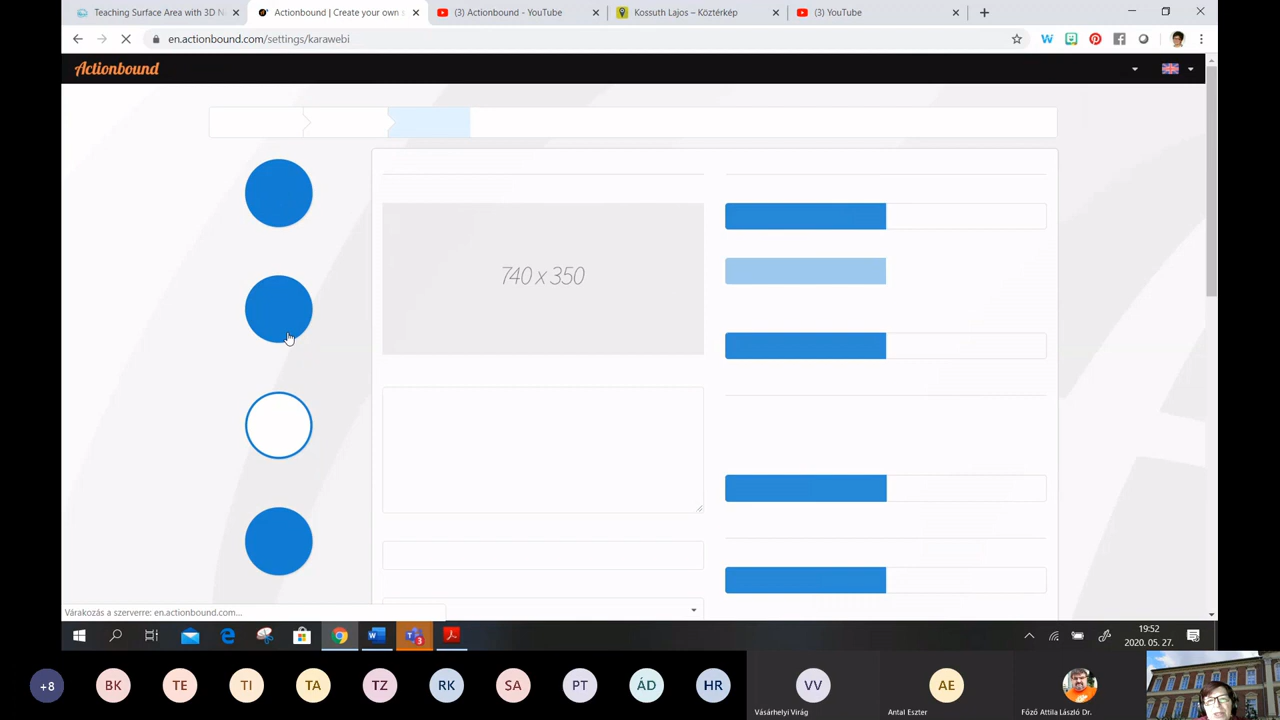 Teaching Surface Area with 3D N
Actionbound | Create your own
(3) Actionbound - YouTube
Kossuth Lajos – Köztérkép
(3) YouTube
en.actionbound.com/settings/karawebi
Actionbound
740 x 350
Várakozás a szerverre: en.actionbound.com...
3
19:52
2020. 05. 27.
+8
BK
TE
TI
TA
TZ
RK
SA
PT
ÁD
HR
VV
AE
Vásárhelyi Virág
Antal Eszter
Főző Attila László Dr.